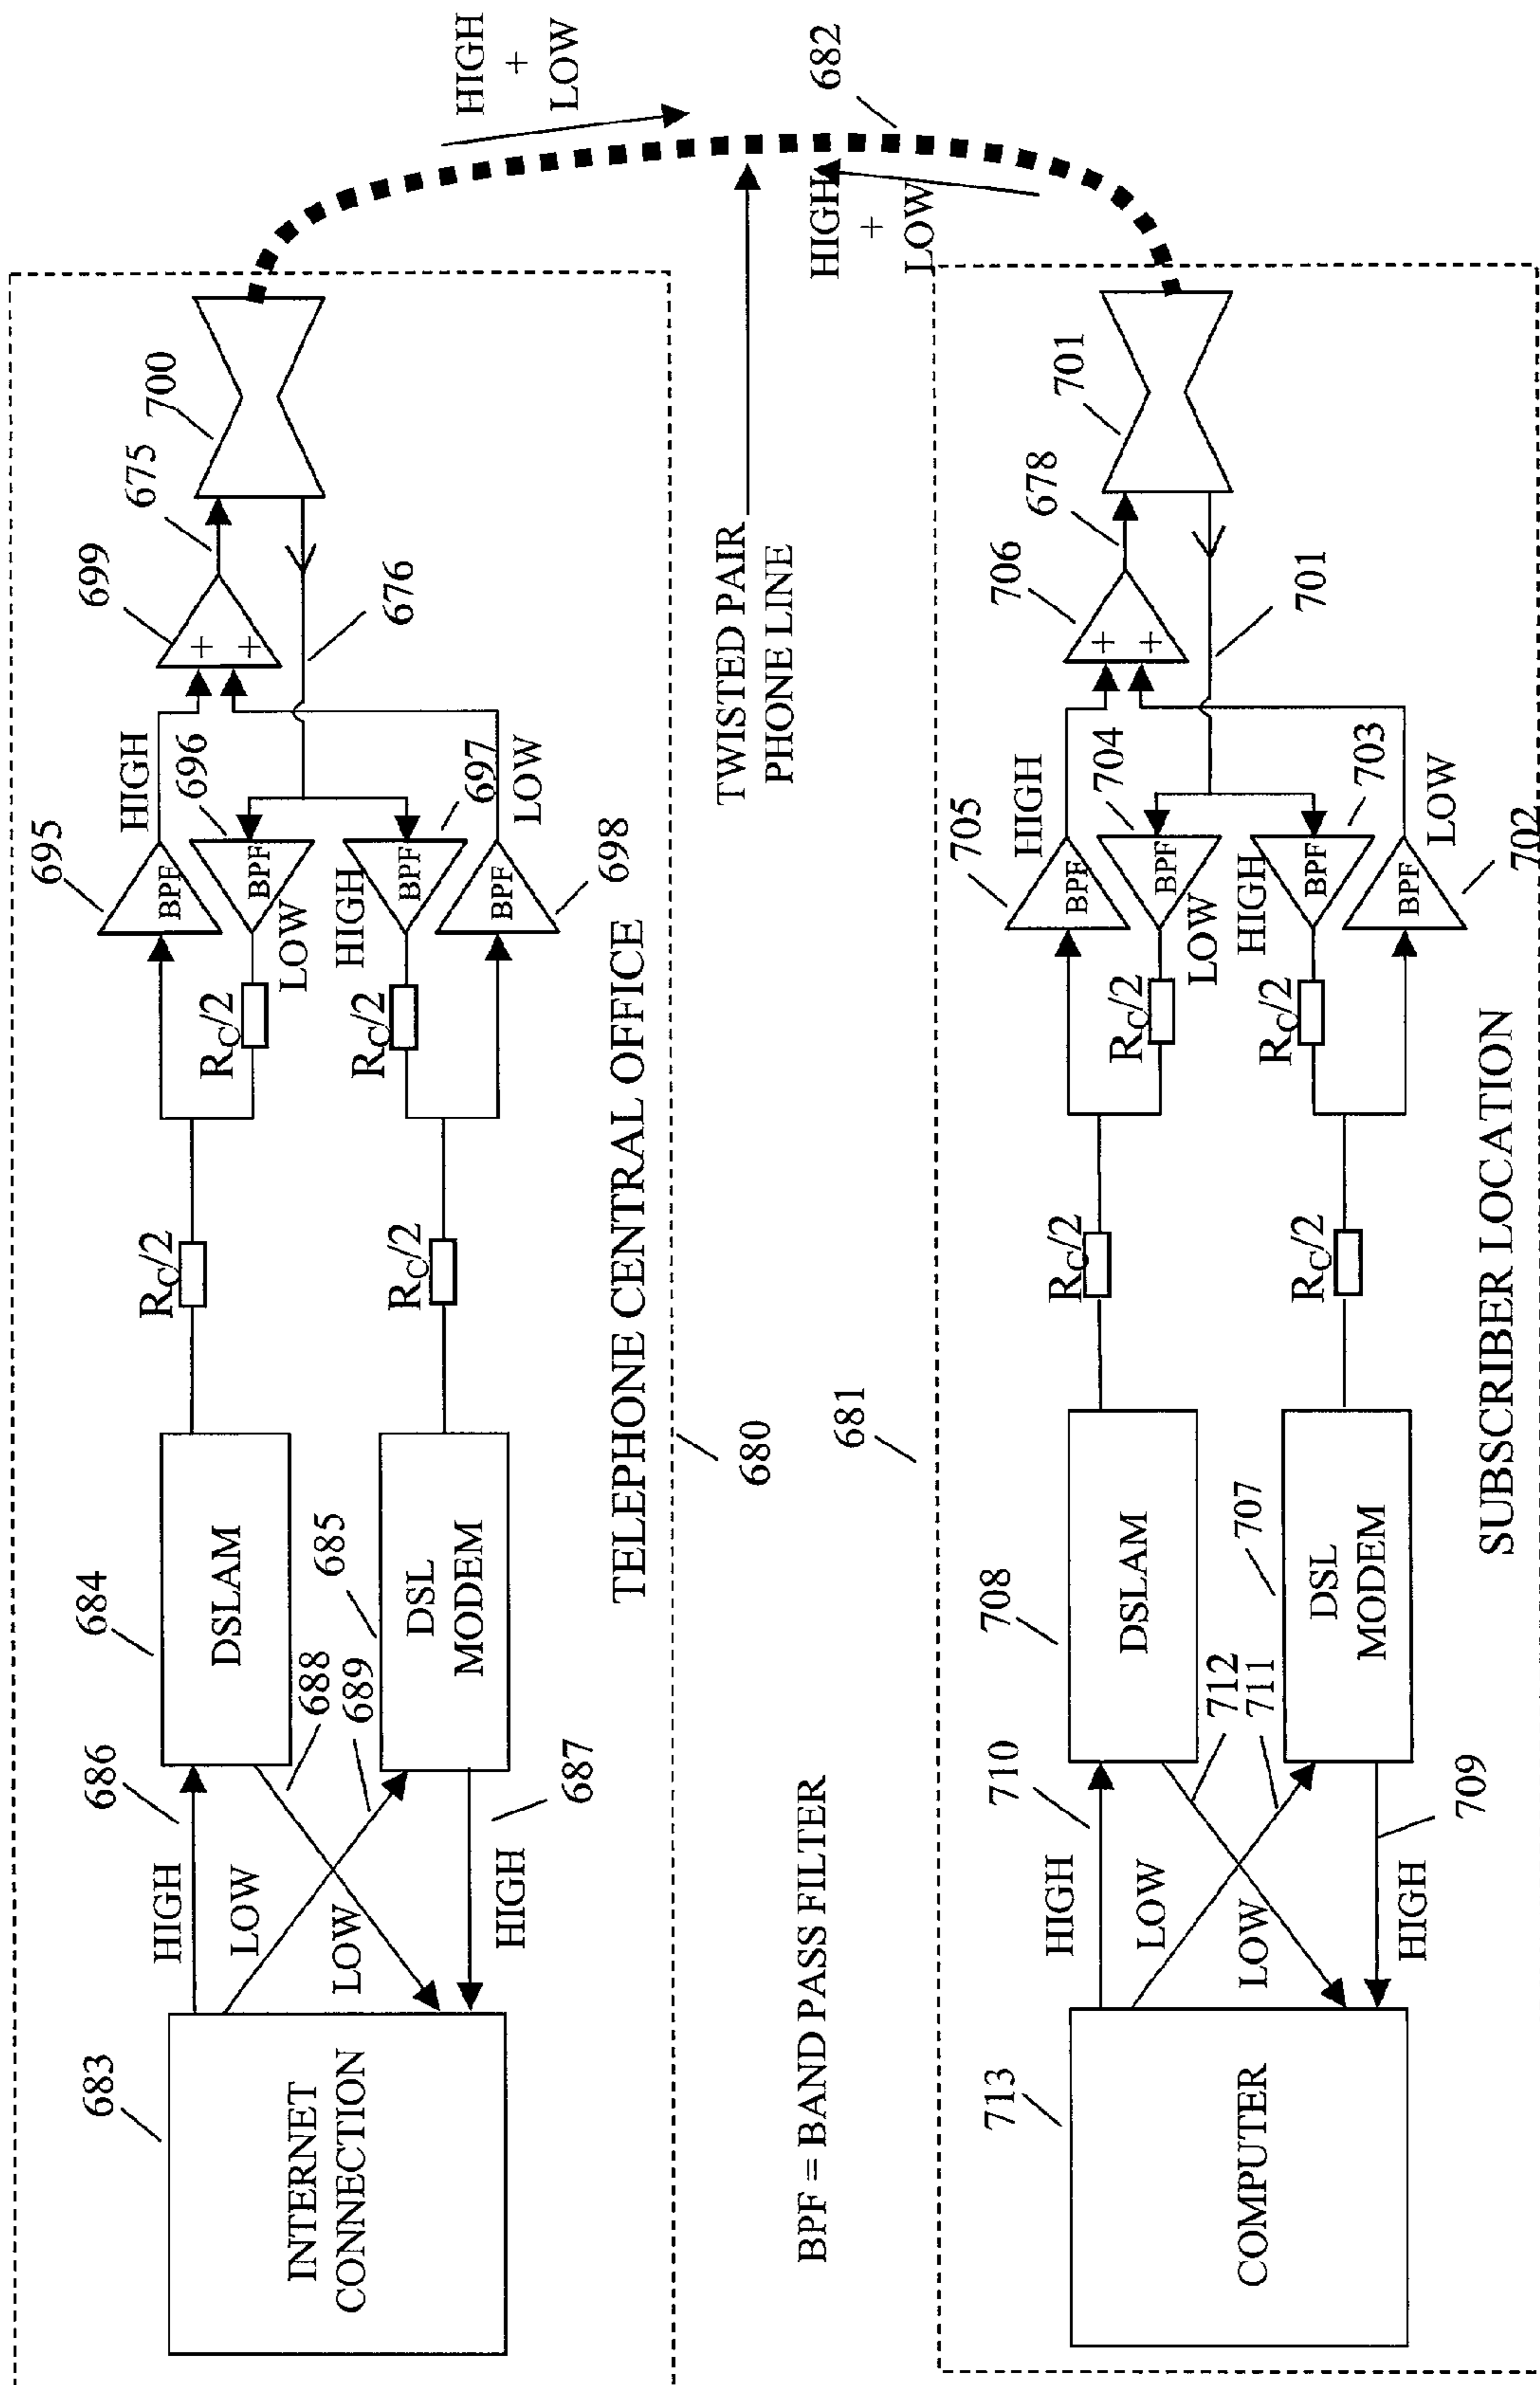 HIGH
+
LOW
682
HIGH
+
LOW
700
675
699
676
+
+
HIGH
695
696
697
LOW
698
BPF
BPF
BPF
BPF
LOW
HIGH
RC/2
RC/2
RC/2
RC/2
TELEPHONE CENTRAL OFFICE
680
684
DSLAM
685
DSL
MODEM
686
688
689
687
HIGH
LOW
LOW
HIGH
683
INTERNET
CONNECTION
TWISTED PAIR
PHONE LINE
BPF = BAND PASS FILTER
701
678
706
701
+
+
HIGH
705
704
703
LOW
702
BPF
BPF
BPF
BPF
LOW
HIGH
RC/2
RC/2
RC/2
RC/2
SUBSCRIBER LOCATION
681
708
DSLAM
707
DSL
MODEM
710
712
711
709
HIGH
LOW
LOW
HIGH
713
COMPUTER